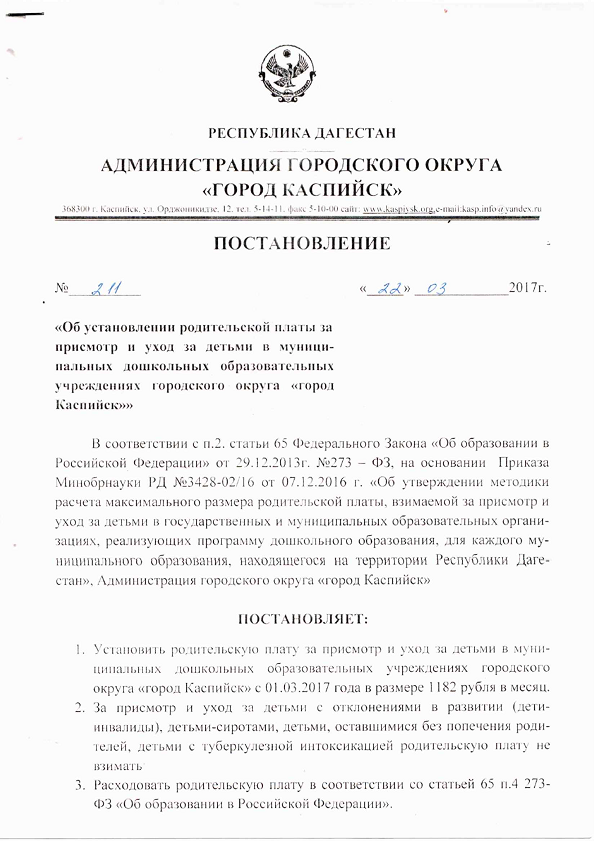 РЕСПУБЛИКА ДАГЕСТАН
АДМИНИСТРАЦИЯ ГОРОДСКОГО ОКРУГА
«ГОРОД КАСПИЙСК»
368300 г. Каспийск, ул. Орджоникидзе, 12. тел. 5-14-11, факс 5-10-00 сайт: www.kaspiysk.org,e-mail:kasp.info@yandex.ru
ПОСТАНОВЛЕНИЕ
№ 211 «22» 03 2017г.
«Об установлении родительской платы за
присмотр и уход за детьми в муници-
пальных дошкольных образовательных
учреждениях городского округа «город
Каспийск»»
В соответствии с п.2. статьи 65 Федерального Закона «Об образовании в
Российской Федерации» от 29.12.2013г. №273 – ФЗ, на основании Приказа
Минобрнауки РД №3428-02/16 от 07.12.2016 г. «Об утверждении методики
расчета максимального размера родительской платы, взимаемой за присмотр и
уход за детьми в государственных и муниципальных образовательных органи-
зациях, реализующих программу дошкольного образования, для каждого му-
ниципального образования, находящегося на территории Республики Даге-
стан», Администрация городского округа «город Каспийск»
ПОСТАНОВЛЯЕТ:
1. Установить родительскую плату за присмотр и уход за детьми в муни-
ципальных дошкольных образовательных учреждениях городского
округа «город Каспийск» с 01.03.2017 года в размере 1182 рубля в месяц.
2. За присмотр и уход за детьми с отклонениями в развитии (дети-
инвалиды), детьми-сиротами, детьми, оставшимися без попечения роди-
телей, детьми с туберкулезной интоксикацией родительскую плату не
взимать
3. Расходовать родительскую плату в соответствии со статьей 65 п.4 273-
ФЗ «Об образовании в Российской Федерации».